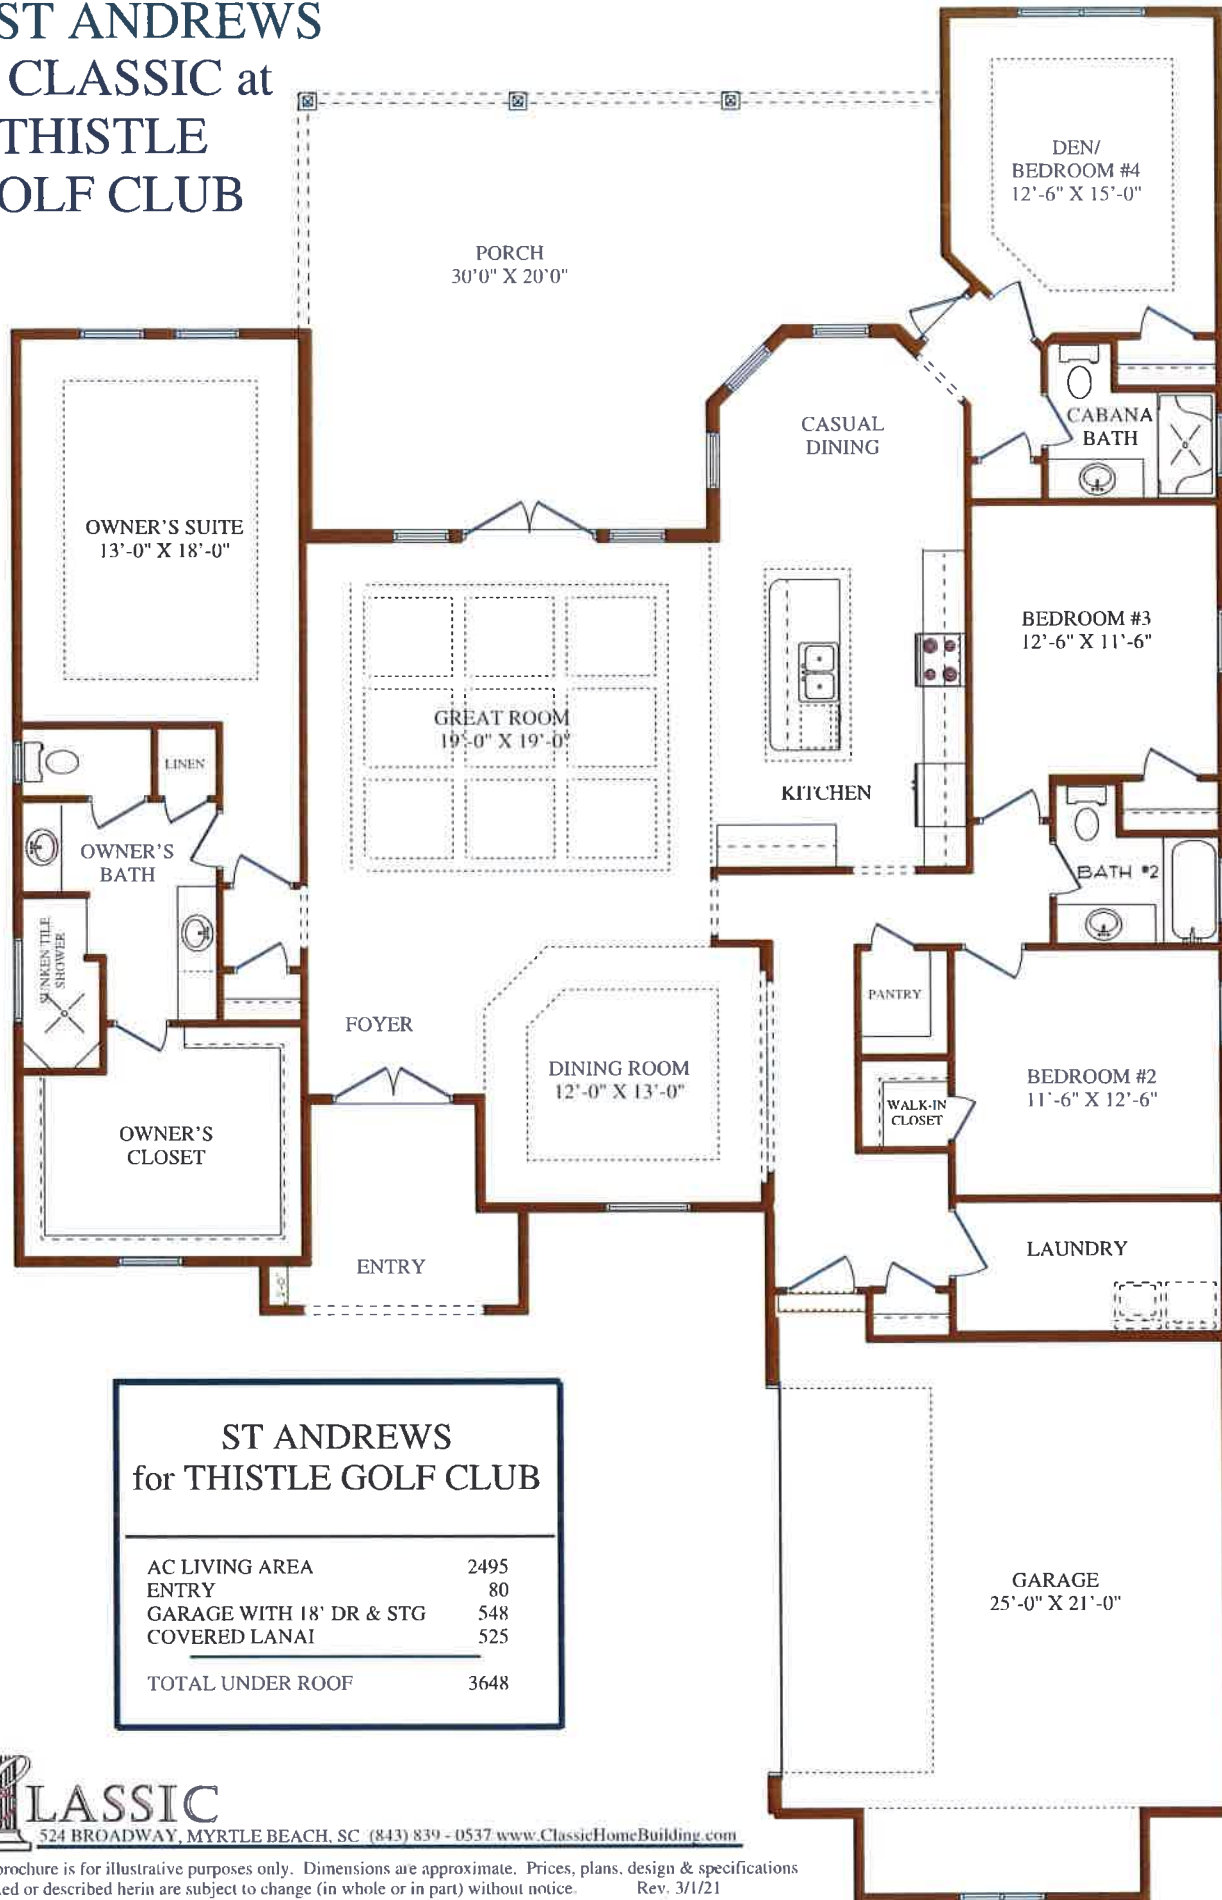 ST ANDREWS
CLASSIC at
THISTLE
OLF CLUB
DEN/
BEDROOM #4
12'-6" X 15'-0"
PORCH
30'0" X 20'0"
CASUAL
DINING
CABANA
BATH
OWNER'S SUITE
13'-0" X 18'-0"
BEDROOM #3
12'-6" X 11'-6"
GREAT ROOM
19'-0" X 19'-0"
LINEN
KITCHEN
OWNER'S
BATH
BATH #2
SUNKEN TILE
SHOWER
PANTRY
FOYER
DINING ROOM
12'-0" X 13'-0"
BEDROOM #2
11'-6" X 12'-6"
WALK-IN
CLOSET
OWNER'S
CLOSET
LAUNDRY
ENTRY
ST ANDREWS
for THISTLE GOLF CLUB
AC LIVING AREA 2495
ENTRY 80
GARAGE WITH 18' DR & STG 548
COVERED LANAI 525
TOTAL UNDER ROOF 3648
GARAGE
25'-0" X 21'-0"
CLASSIC
524 BROADWAY, MYRTLE BEACH, SC (843) 839 - 0537 www.ClassicHomeBuilding.com
brochure is for illustrative purposes only. Dimensions are approximate. Prices, plans, design & specifications
ed or described herin are subject to change (in whole or in part) without notice. Rev. 3/1/21